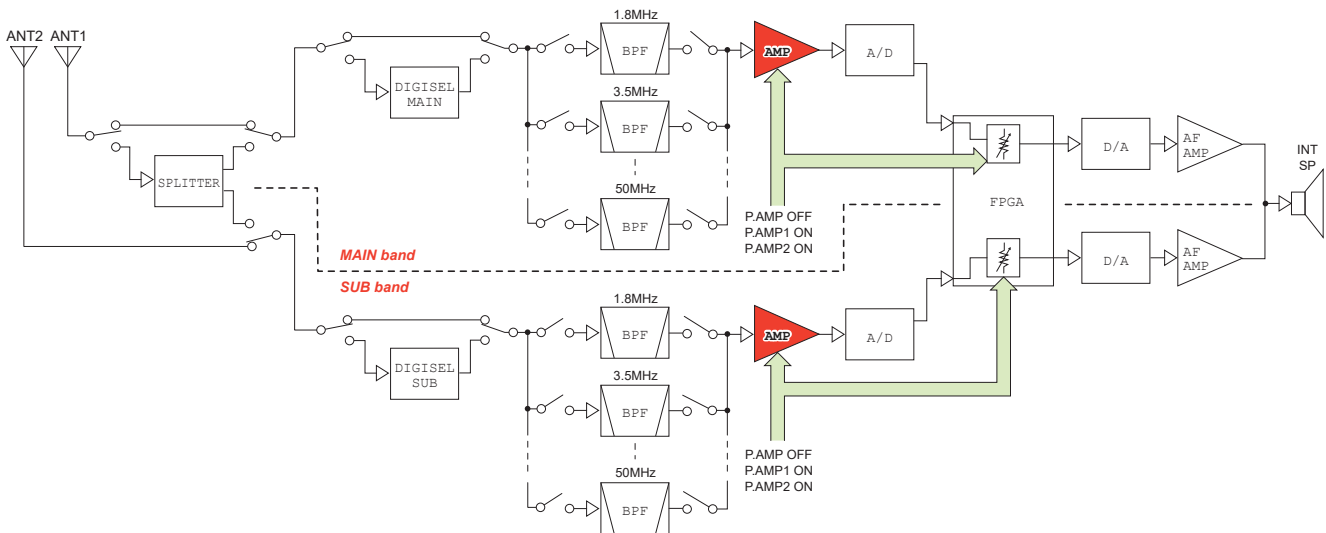 ANT2 ANT1
SPLITTER
DIGISEL
MAIN
1.8MHz
BPF
3.5MHz
BPF
50MHz
BPF
AMP
A/D
P.AMP OFF
P.AMP1 ON
P.AMP2 ON
FPGA
D/A
AF
AMP
INT
SP
MAIN band
SUB band
DIGISEL
SUB
1.8MHz
BPF
3.5MHz
BPF
50MHz
BPF
AMP
A/D
P.AMP OFF
P.AMP1 ON
P.AMP2 ON
D/A
AF
AMP